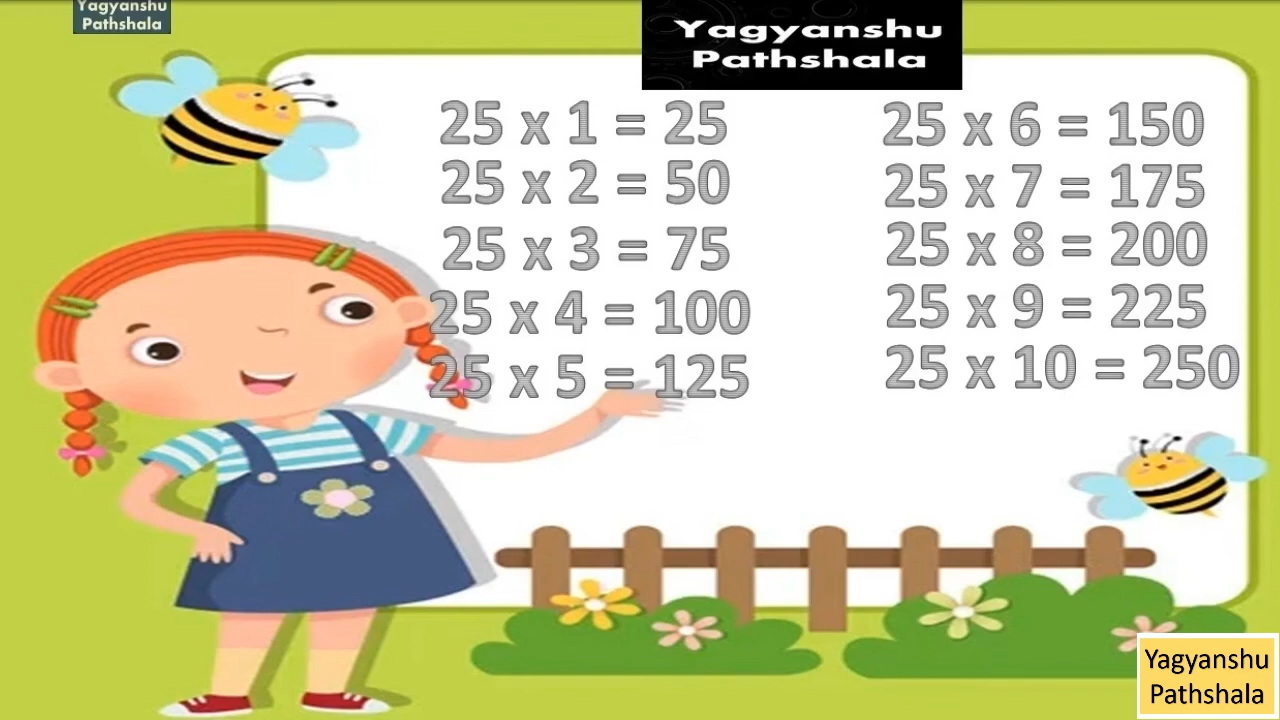 Yagyanshu
Pathshala
Yagyanshu
Pathshala
25 x 1 = 25
25 x 2 = 50
25 x 3 = 75
25 x 4 = 100
25 x 5 = 125
25 x 6 = 150
25 x 7 = 175
25 x 8 = 200
25 x 9 = 225
25 x 10 = 250
Yagyanshu
Pathshala